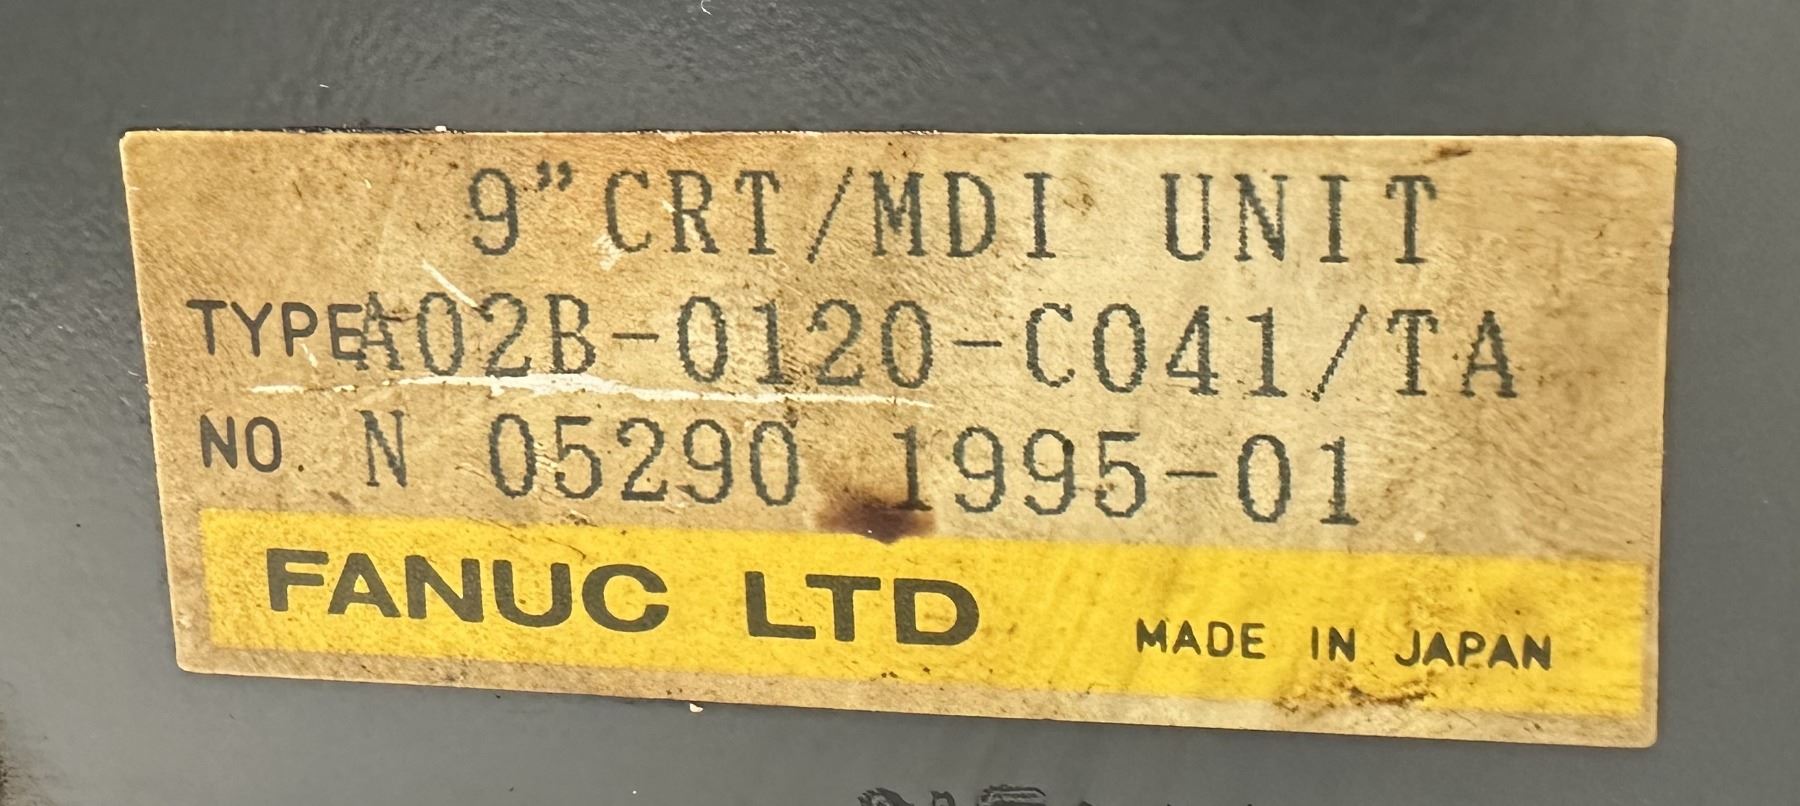 9"CRT/MDI UNIT
TYPE A02B-0120-C041/TA
NO. N 05290 1995-01
FANUC LTD MADE IN JAPAN